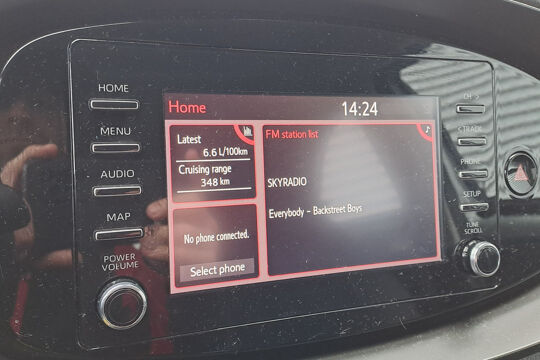 HOME
MENU
AUDIO
MAP
POWER
VOLUME
Home
14:24
Latest
6.6 L/100km
Cruising range
348 km
No phone connected.
Select phone
FM station list
SKYRADIO
Everybody - Backstreet Boys
CH >
< TRACK
PHONE
SETUP
TUNE
SCROLL